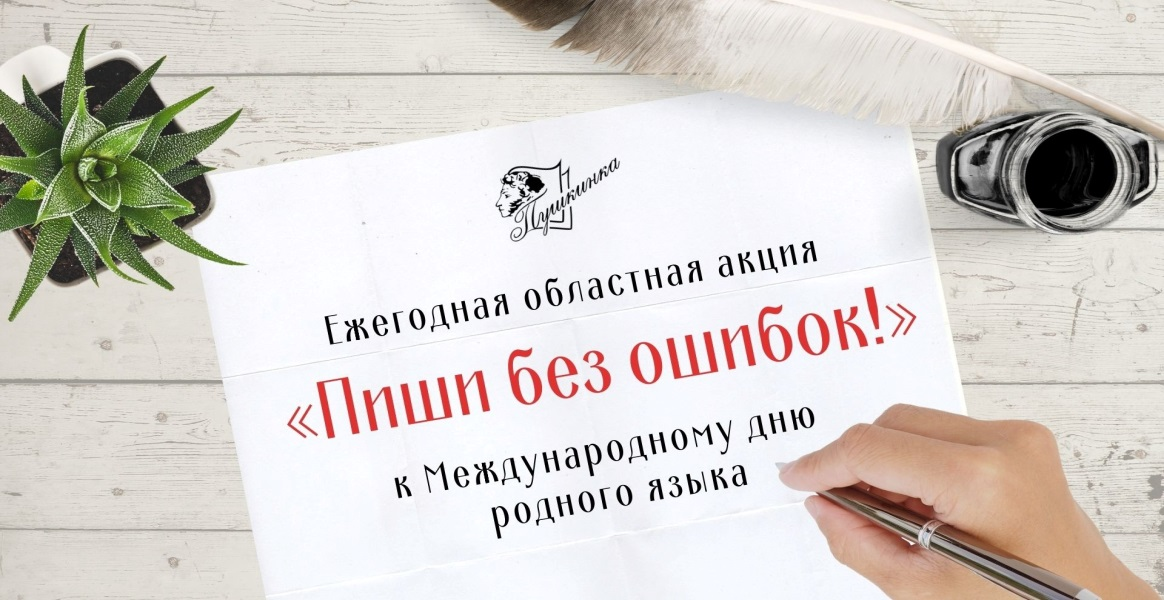 Пушкинка
Ежегодная областная акция
«Пиши без ошибок!»
к Международному дню
родного языка